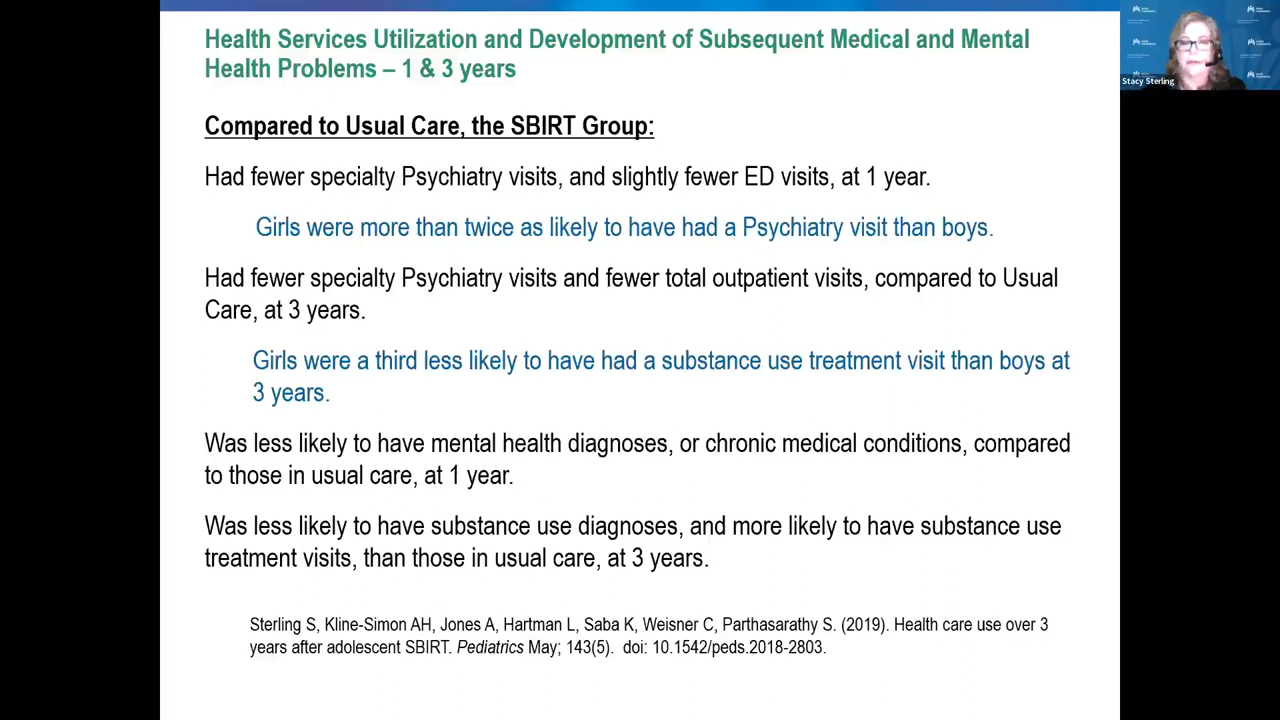 Health Services Utilization and Development of Subsequent Medical and Mental
Health Problems – 1 & 3 years
Stacy Sterling
Compared to Usual Care, the SBIRT Group:
Had fewer specialty Psychiatry visits, and slightly fewer ED visits, at 1 year.
Girls were more than twice as likely to have had a Psychiatry visit than boys.
Had fewer specialty Psychiatry visits and fewer total outpatient visits, compared to Usual
Care, at 3 years.
Girls were a third less likely to have had a substance use treatment visit than boys at
3 years.
Was less likely to have mental health diagnoses, or chronic medical conditions, compared
to those in usual care, at 1 year.
Was less likely to have substance use diagnoses, and more likely to have substance use
treatment visits, than those in usual care, at 3 years.
Sterling S, Kline-Simon AH, Jones A, Hartman L, Saba K, Weisner C, Parthasarathy S. (2019). Health care use over 3
years after adolescent SBIRT. Pediatrics May; 143(5). doi: 10.1542/peds.2018-2803.